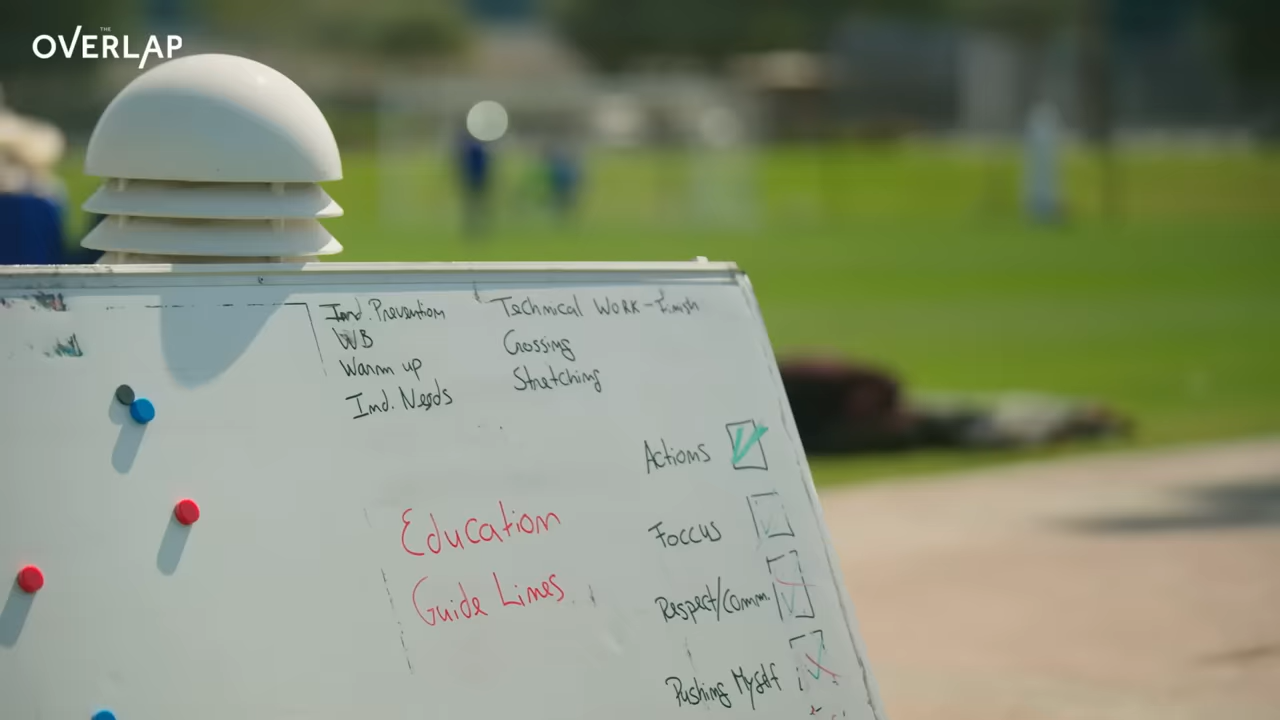 THE
OVERLAP
Ind. Prevention
WB
Warm up
Ind. Needs
Technical Work - Finish
Crossing
Stretching
Actions
Foccus
Respect/Comm.
Pushing Myself
Education
Guide Lines